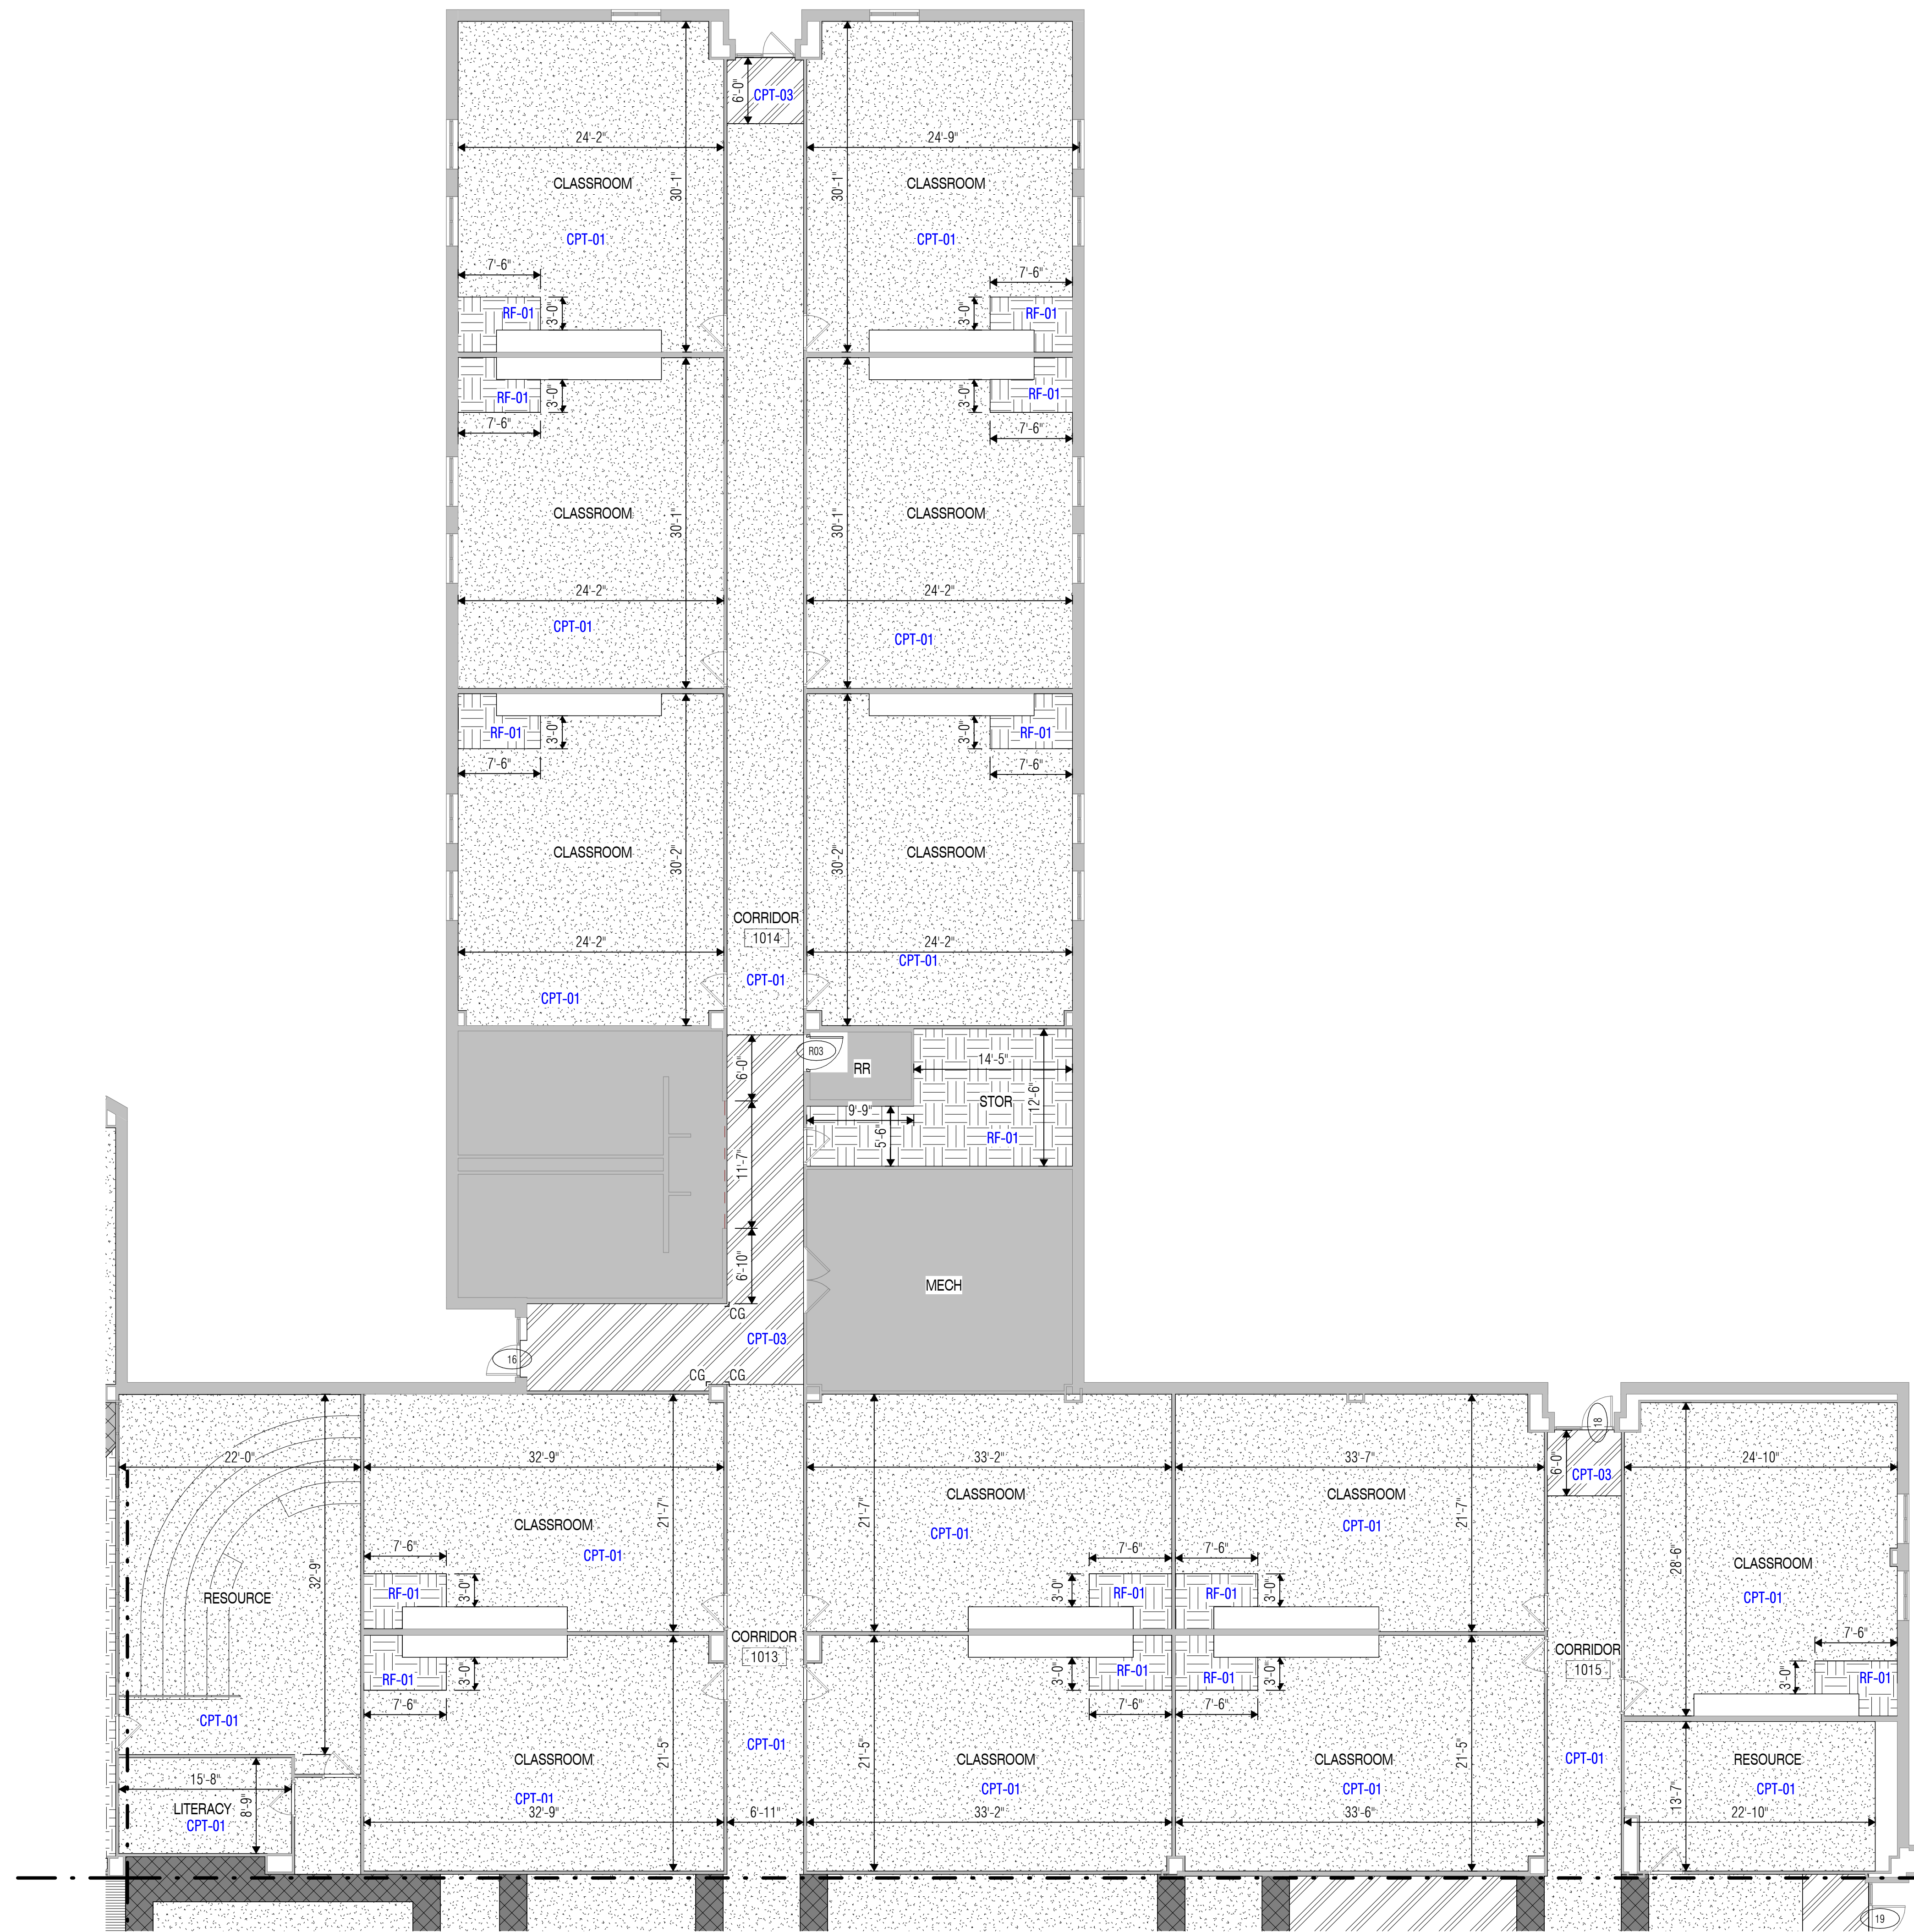 6'-0"
CPT-03
24'-2"
24'-9"
CLASSROOM
30'-1"
30'-1"
CLASSROOM
CPT-01
CPT-01
7'-6"
7'-6"
RF-01
3'-0"
3'-0"
RF-01
RF-01
3'-0"
3'-0"
RF-01
7'-6"
7'-6"
CLASSROOM
30'-1"
30'-1"
CLASSROOM
24'-2"
24'-2"
CPT-01
CPT-01
RF-01
3'-0"
3'-0"
RF-01
7'-6"
7'-6"
CLASSROOM
30'-2"
30'-2"
CLASSROOM
CORRIDOR
1014
24'-2"
24'-2"
CPT-01
CPT-01
CPT-01
R03
RR
6'-0"
14'-5"
STOR
12'-6"
9'-9"
5'-6"
RF-01
11'-7"
6'-10"
MECH
CG
CPT-03
16
CG
CG
18
22'-0"
32'-9"
33'-2"
33'-7"
6'-0"
CPT-03
24'-10"
CLASSROOM
CLASSROOM
21'-7"
21'-7"
21'-7"
CLASSROOM
CPT-01
CPT-01
CPT-01
32'-9"
28'-6"
CLASSROOM
CPT-01
7'-6"
7'-6"
7'-6"
RESOURCE
RF-01
3'-0"
3'-0"
RF-01
RF-01
3'-0"
CORRIDOR
1013
CORRIDOR
1015
7'-6"
RF-01
3'-0"
3'-0"
RF-01
RF-01
3'-0"
3'-0"
RF-01
7'-6"
7'-6"
7'-6"
CPT-01
21'-5"
CPT-01
21'-5"
21'-5"
CPT-01
CLASSROOM
CLASSROOM
CLASSROOM
RESOURCE
15'-8"
8'-9"
CPT-01
CPT-01
CPT-01
CPT-01
13'-7"
LITERACY
CPT-01
32'-9"
6'-11"
33'-2"
33'-6"
22'-10"
19